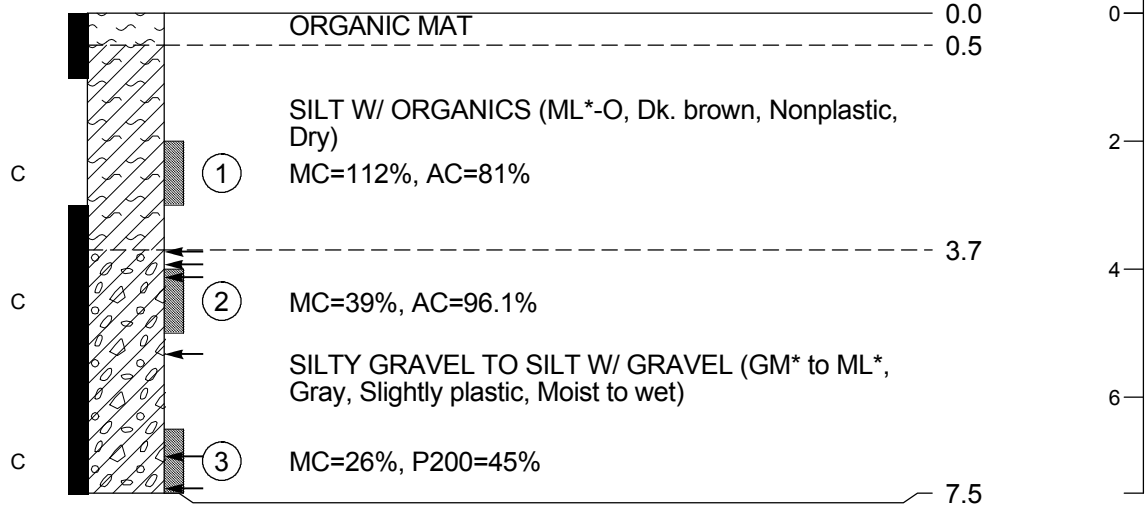 0.0
0
ORGANIC MAT
0.5
SILT W/ ORGANICS (ML*-O, Dk. brown, Nonplastic,
Dry)
2
C
1
MC=112%, AC=81%
3.7
4
C
2
MC=39%, AC=96.1%
SILTY GRAVEL TO SILT W/ GRAVEL (GM* to ML*,
Gray, Slightly plastic, Moist to wet)
6
C
3
MC=26%, P200=45%
7.5